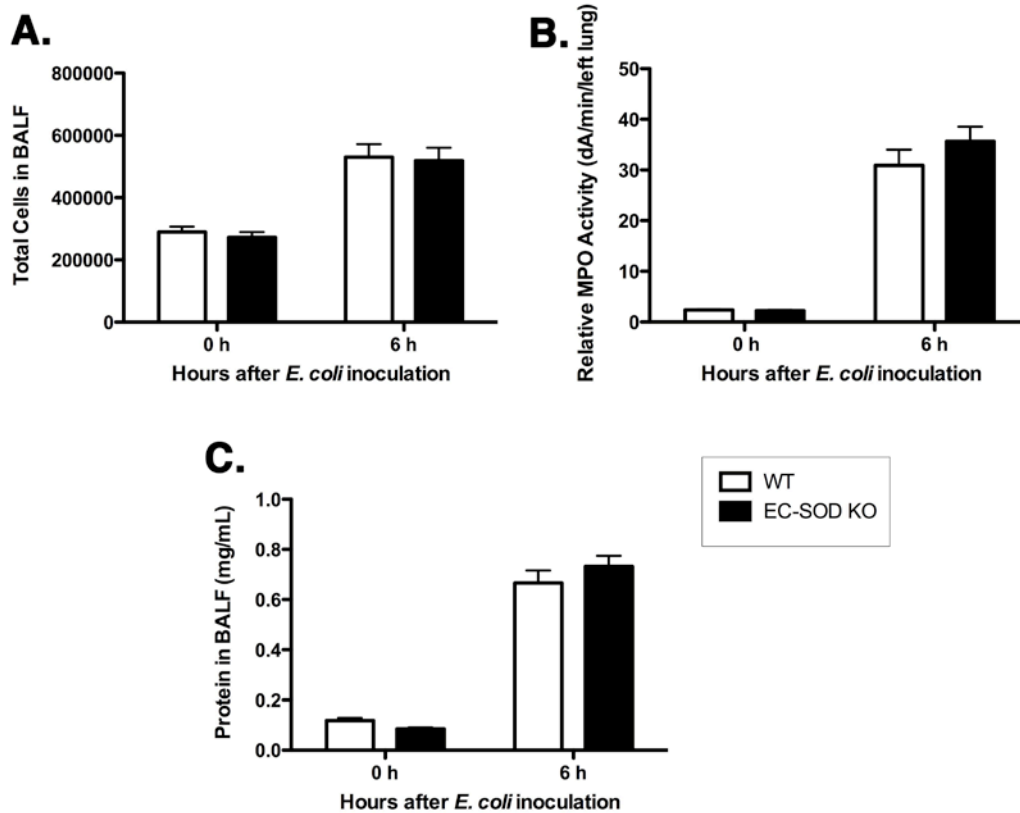 A.
Total Cells in BALF
800000
600000
400000
200000
0
0 h
6 h
Hours after E. coli inoculation
B.
Relative MPO Activity (dA/min/left lung)
50
40
30
20
10
0
0 h
6 h
Hours after E. coli inoculation
C.
Protein in BALF (mg/mL)
1.0
0.8
0.6
0.4
0.2
0.0
0 h
6 h
Hours after E. coli inoculation
WT
EC-SOD KO